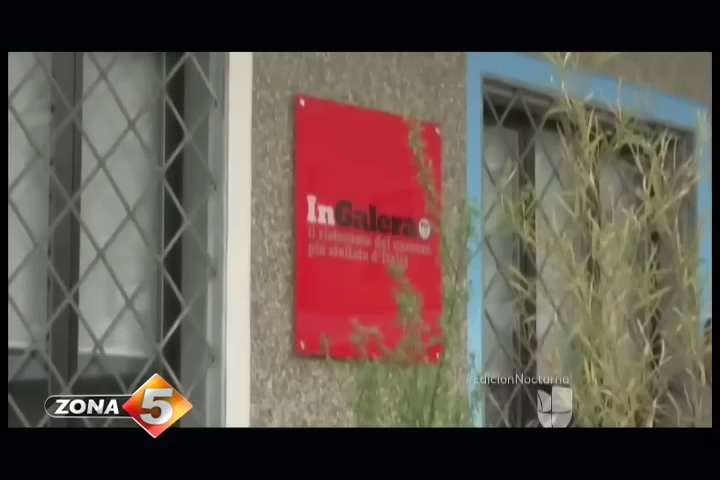 InGalera
il ristorante del carcere
più stellato d'Italia
#EdicionNocturna
ZONA 5